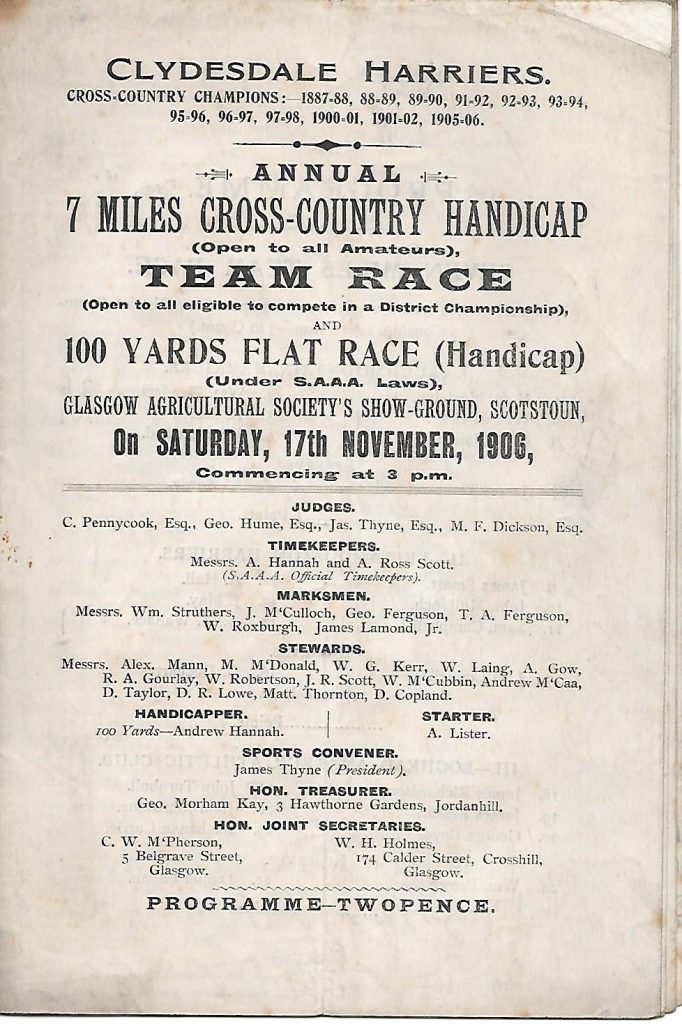 CLYDESDALE HARRIERS.
CROSS-COUNTRY CHAMPIONS:—1887-88, 88-89, 89-90, 91-92, 92-93, 93-94,
95-96, 96-97, 97-98, 1900-01, 1901-02, 1905-06.
ANNUAL
7 MILES CROSS-COUNTRY HANDICAP
(Open to all Amateurs),
TEAM RACE
(Open to all eligible to compete in a District Championship),
AND
100 YARDS FLAT RACE (Handicap)
(Under S.A.A.A. Laws),
GLASGOW AGRICULTURAL SOCIETY'S SHOW-GROUND, SCOTSTOUN,
On SATURDAY, 17th NOVEMBER, 1906,
Commencing at 3 p.m.
JUDGES.
C. Pennycook, Esq., Geo. Hume, Esq., Jas. Thyne, Esq., M. F. Dickson, Esq.
TIMEKEEPERS.
Messrs. A. Hannah and A. Ross Scott.
(S.A.A.A. Official Timekeepers).
MARKSMEN.
Messrs. Wm. Struthers, J. M'Culloch, Geo. Ferguson, T. A. Ferguson,
W. Roxburgh, James Lamond, Jr.
STEWARDS.
Messrs. Alex. Mann, M. M'Donald, W. G. Kerr, W. Laing, A. Gow,
R. A. Gourlay, W. Robertson, J. R. Scott, W. M'Cubbin, Andrew M'Caa,
D. Taylor, D. R. Lowe, Matt. Thornton, D. Copland.
HANDICAPPER.
100 Yards—Andrew Hannah.
STARTER.
A. Lister.
SPORTS CONVENER.
James Thyne (President).
HON. TREASURER.
Geo. Morham Kay, 3 Hawthorne Gardens, Jordanhill.
HON. JOINT SECRETARIES.
C. W. M'Pherson,
5 Belgrave Street,
Glasgow.
W. H. Holmes,
174 Calder Street, Crosshill,
Glasgow.
PROGRAMME—TWOPENCE.